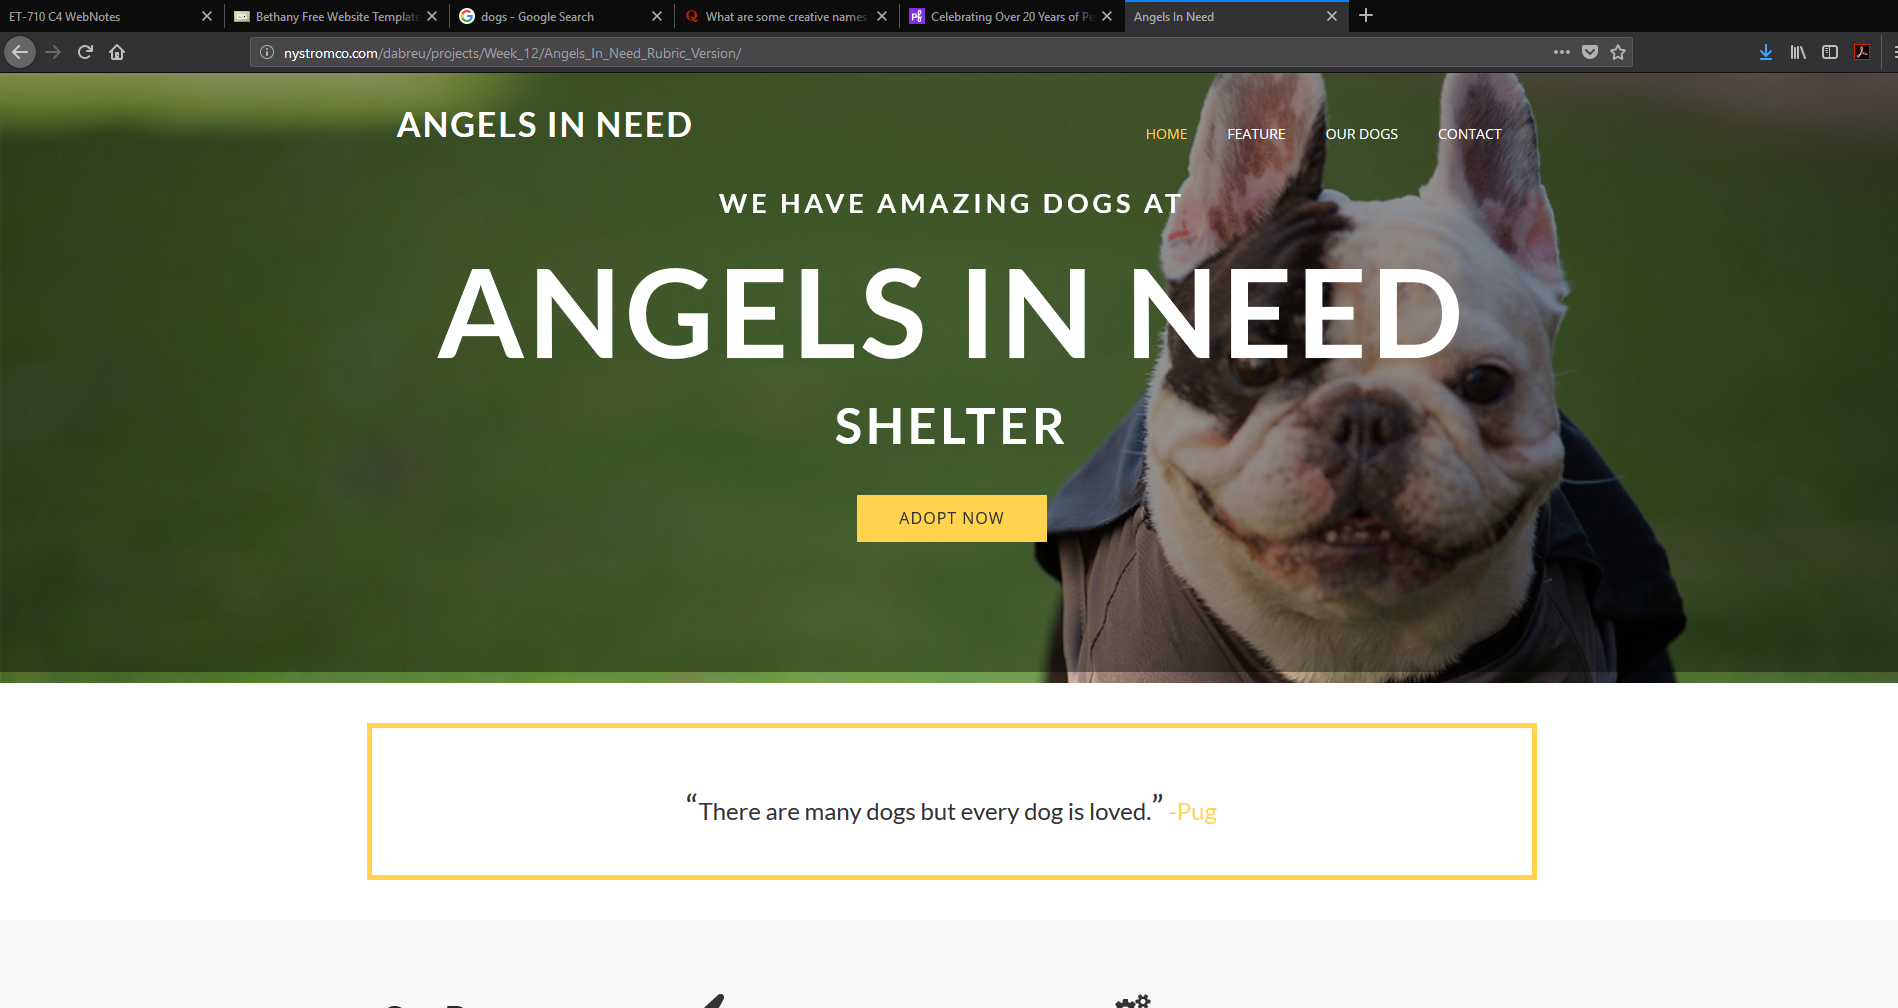 ET-710 C4 WebNotes
Bethany Free Website Template
dogs - Google Search
What are some creative names
Celebrating Over 20 Years of Pe
Angels In Need
nystromco.com/dabreu/projects/Week_12/Angels_In_Need_Rubric_Version/
ANGELS IN NEED
HOME FEATURE OUR DOGS CONTACT
WE HAVE AMAZING DOGS AT
ANGELS IN NEED
SHELTER
ADOPT NOW
“There are many dogs but every dog is loved.” -Pug